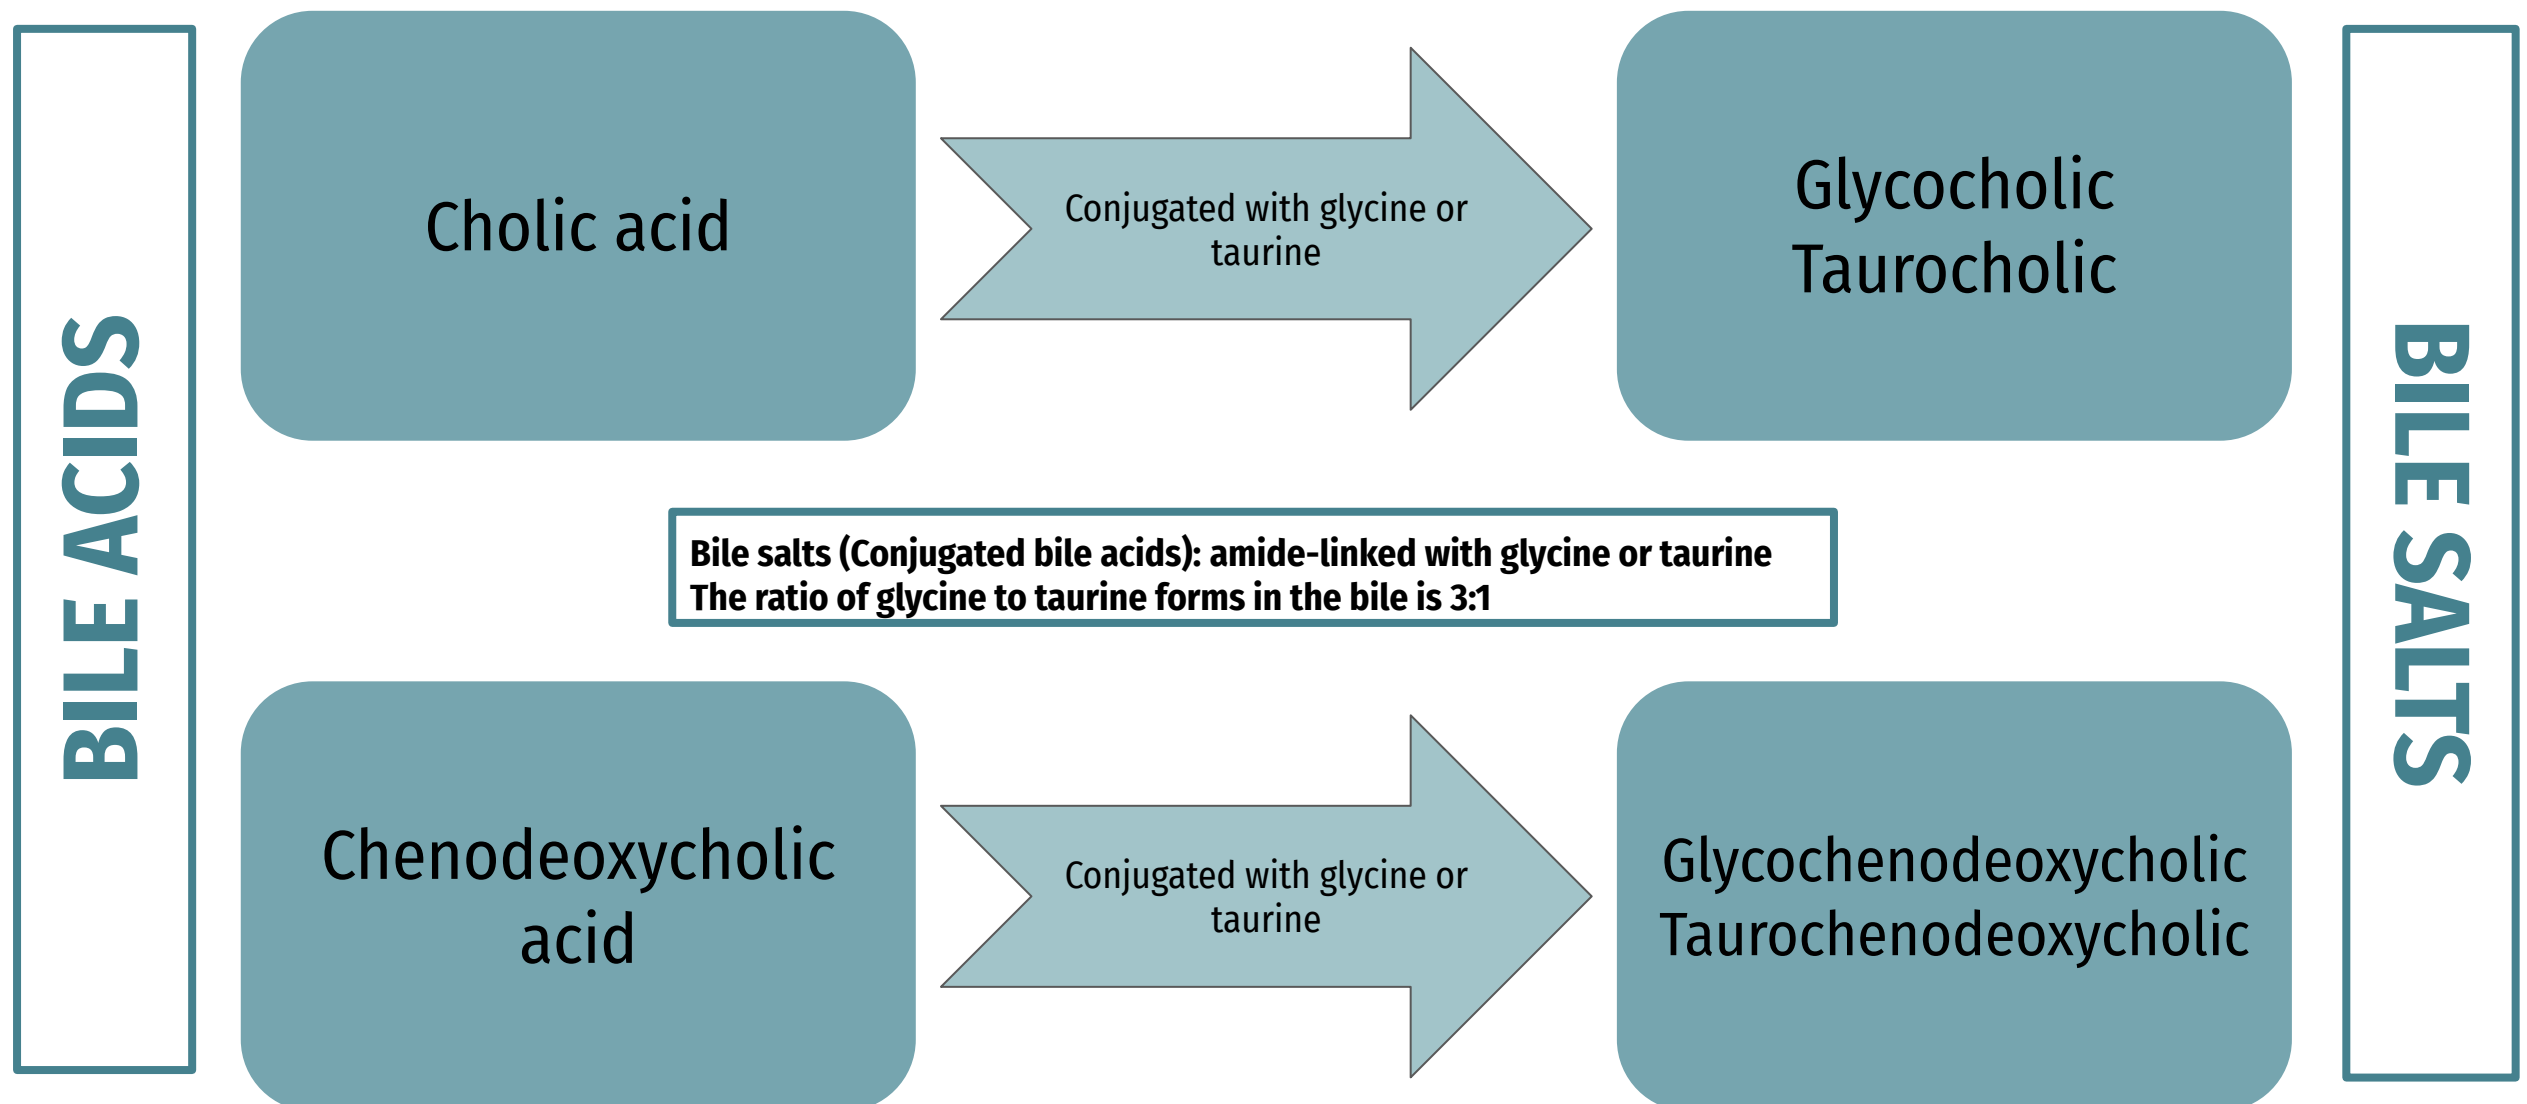 BILE ACIDS
Cholic acid
Conjugated with glycine or
taurine
Glycocholic
Taurocholic
BILE SALTS
Bile salts (Conjugated bile acids): amide-linked with glycine or taurine
The ratio of glycine to taurine forms in the bile is 3:1
Chenodeoxycholic
acid
Conjugated with glycine or
taurine
Glycochenodeoxycholic
Taurochenodeoxycholic